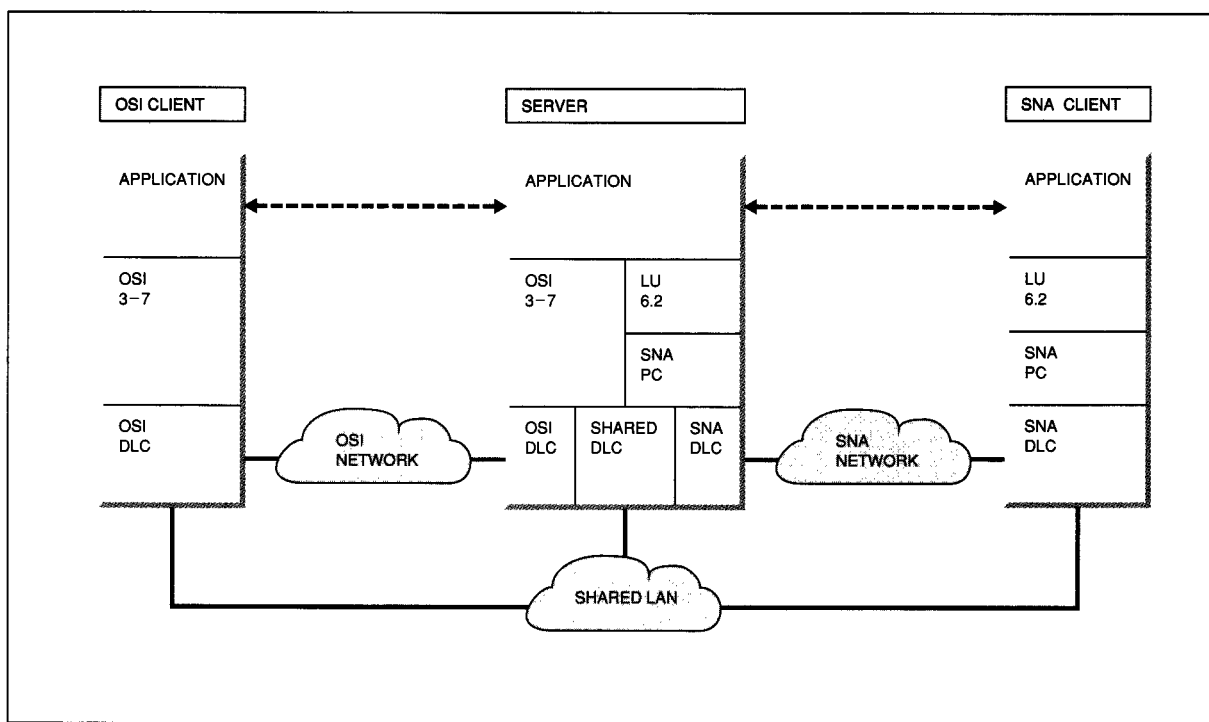 OSI CLIENT
SERVER
SNA CLIENT
APPLICATION
APPLICATION
APPLICATION
OSI
3–7
OSI
3–7
LU
6.2
LU
6.2
SNA
PC
SNA
PC
OSI
DLC
OSI
NETWORK
OSI
DLC
SHARED
DLC
SNA
DLC
SNA
NETWORK
SNA
DLC
SHARED LAN